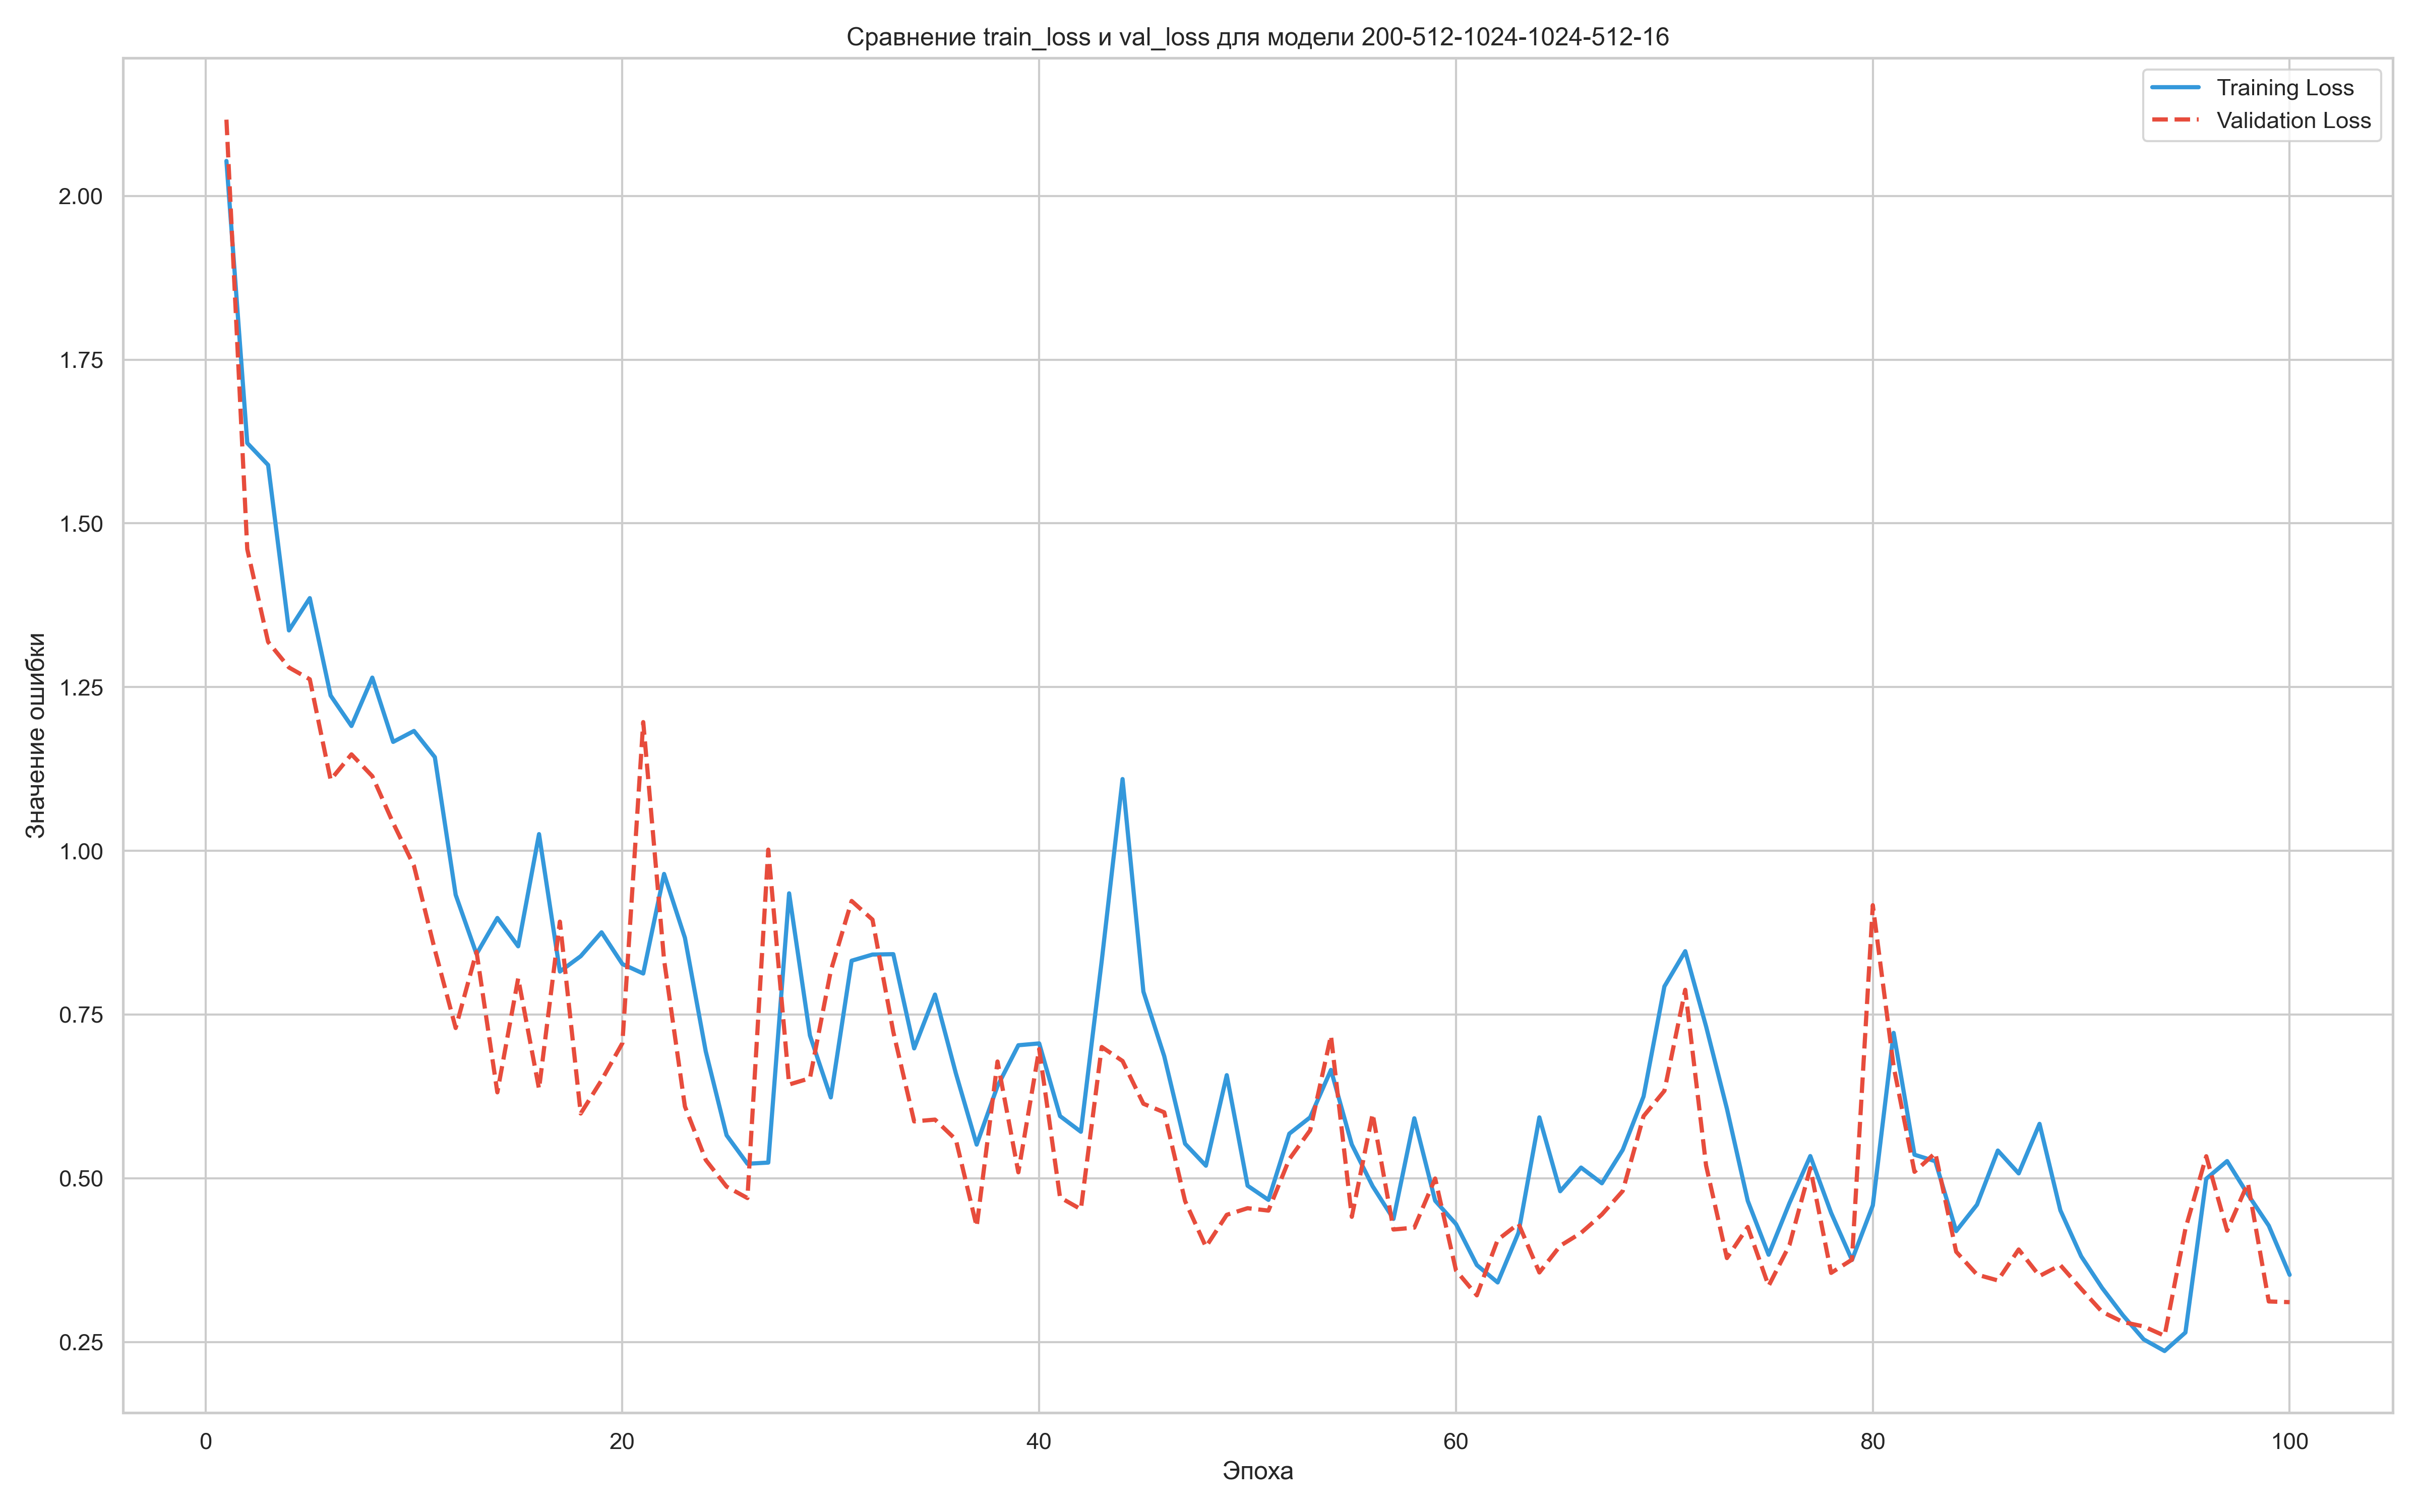 Сравнение train_loss и val_loss для модели 200-512-1024-1024-512-16
Training Loss
Validation Loss
Значение ошибки
2.00
1.75
1.50
1.25
1.00
0.75
0.50
0.25
0 20 40 60 80 100
Эпоха